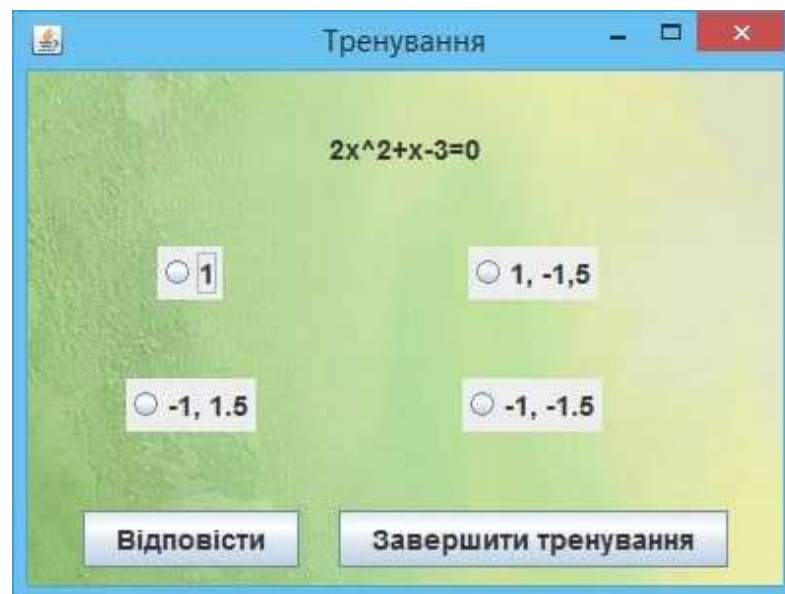 Тренування
2x^2+x-3=0
1
1, -1,5
-1, 1.5
-1, -1.5
Відповісти
Завершити тренування